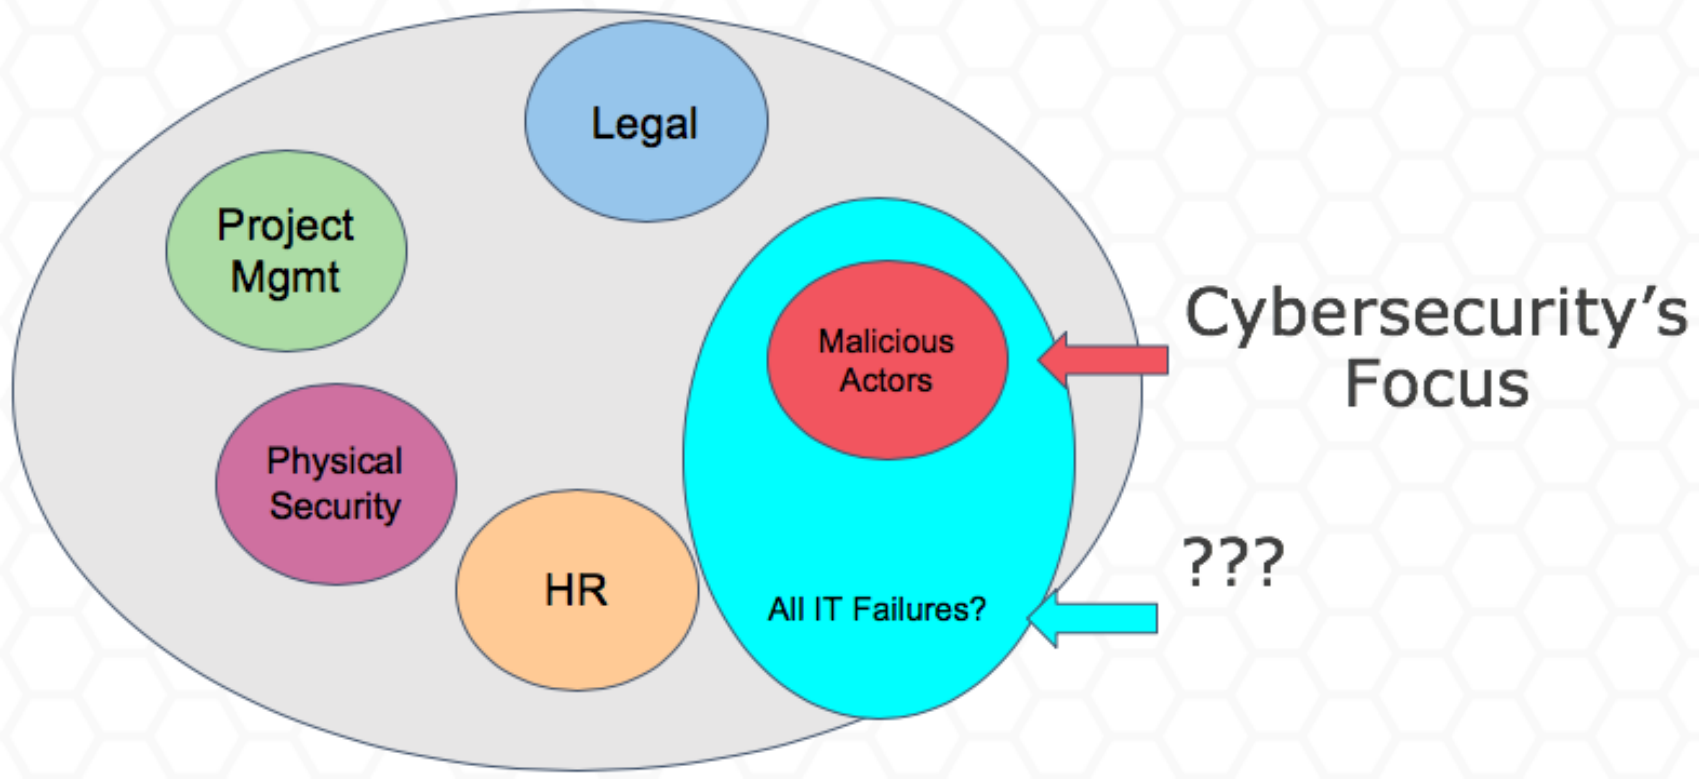 Legal
Project
Mgmt
Malicious
Actors
Cybersecurity’s
Focus
Physical
Security
HR
All IT Failures?
???